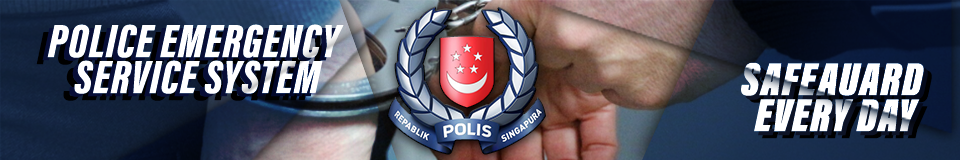 POLICE EMERGENCY
SERVICE SYSTEM
REPABLIK POLIS SINGAPURA
SAFEAUARD
EVERY DAY